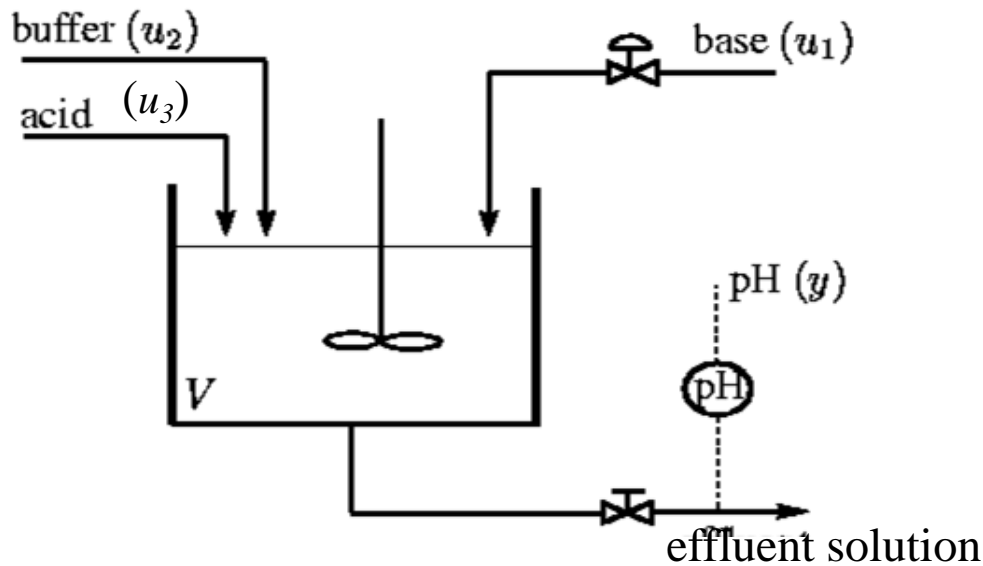 buffer (u₂)
base (u₁)
acid (u₃)
pH (y)
pH
V
effluent solution